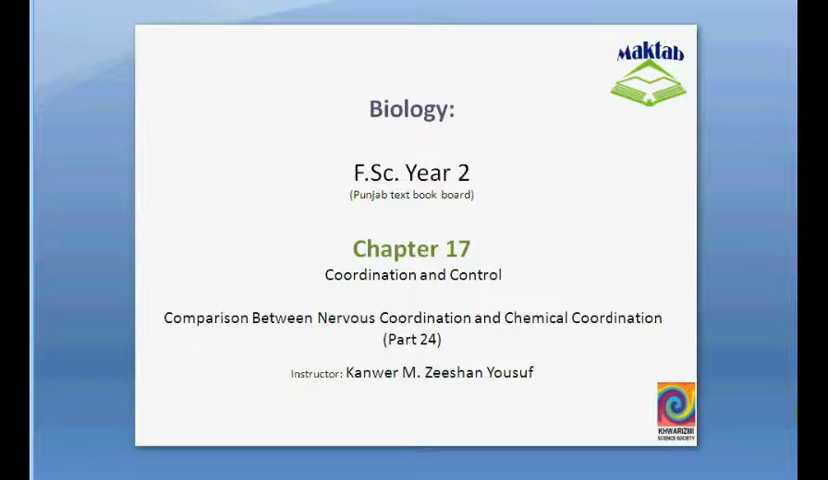 Maktab
Biology:
F.Sc. Year 2
(Punjab text book board)
Chapter 17
Coordination and Control
Comparison Between Nervous Coordination and Chemical Coordination
(Part 24)
Instructor: Kanwer M. Zeeshan Yousuf
KHWARIZMI
SCIENCE SOCIETY